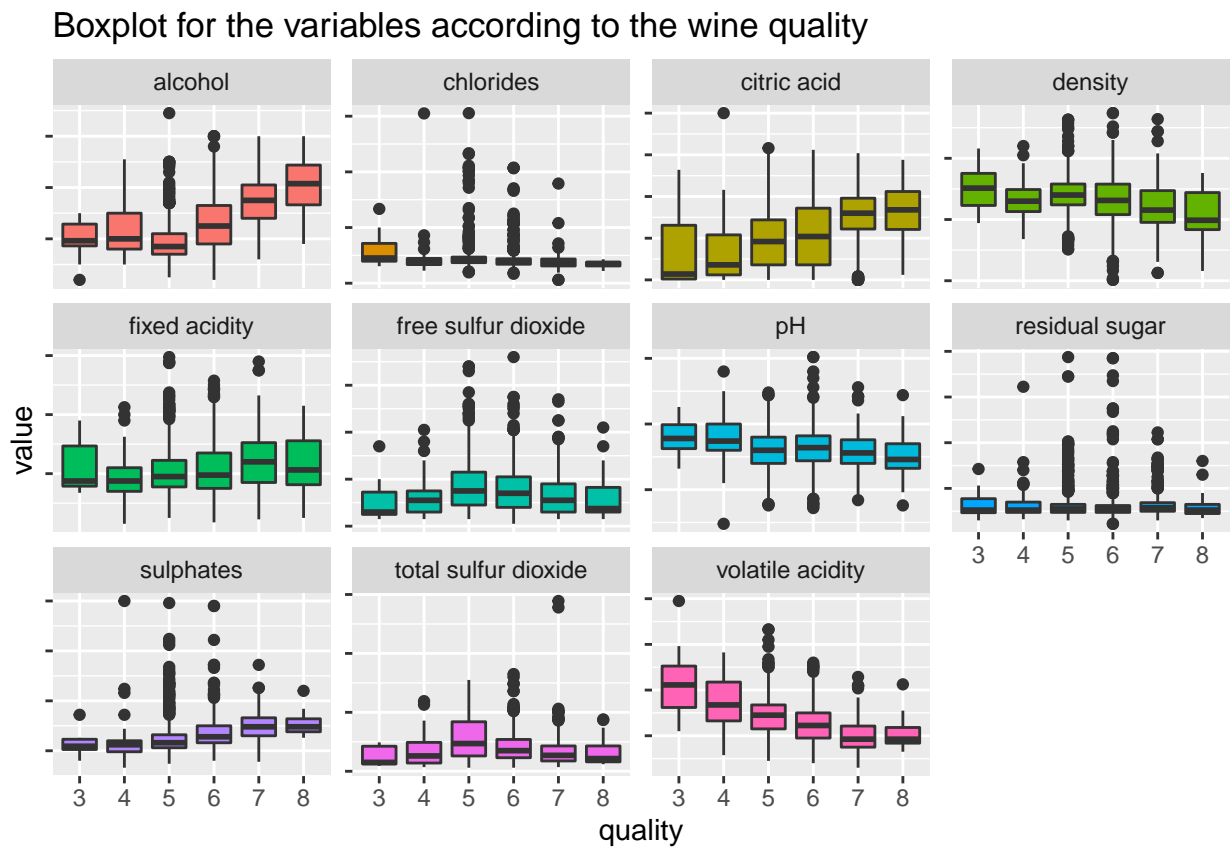 Boxplot for the variables according to the wine quality
alcohol chlorides citric acid density
fixed acidity free sulfur dioxide pH residual sugar
value
3 4 5 6 7 8
sulphates total sulfur dioxide volatile acidity
3 4 5 6 7 8 3 4 5 6 7 8 3 4 5 6 7 8
quality